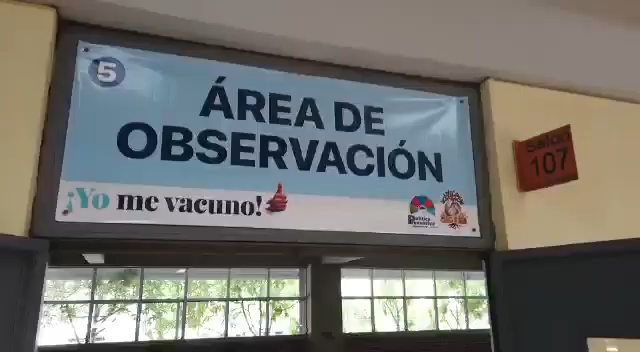 5
ÁREA DE
OBSERVACIÓN
¡Yo me vacuno!
Salón
107